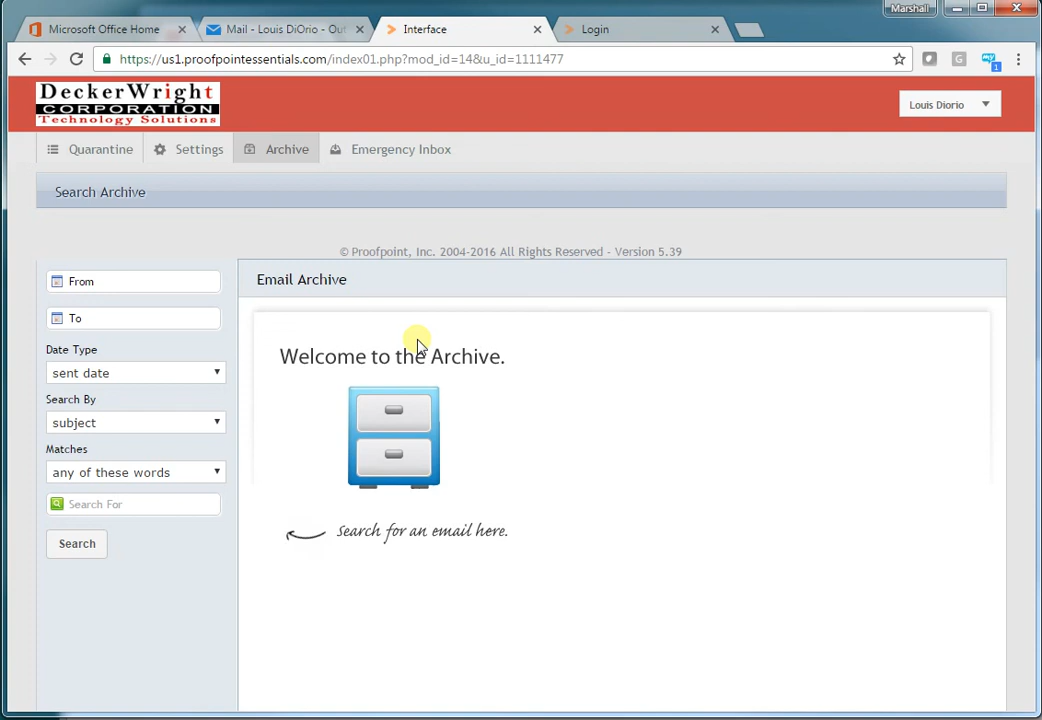 Marshall
Microsoft Office Home
Mail - Louis DiOrio - Out
Interface
Login
https://us1.proofpointessentials.com/index01.php?mod_id=14&u_id=1111477
G
my
1
DeckerWright
CORPORATION
Technology Solutions
Louis Diorio
Quarantine
Settings
Archive
Emergency Inbox
Search Archive
© Proofpoint, Inc. 2004-2016 All Rights Reserved - Version 5.39
From
To
Date Type
sent date
Search By
subject
Matches
any of these words
Search For
Search
Email Archive
Welcome to the Archive.
search for an email here.